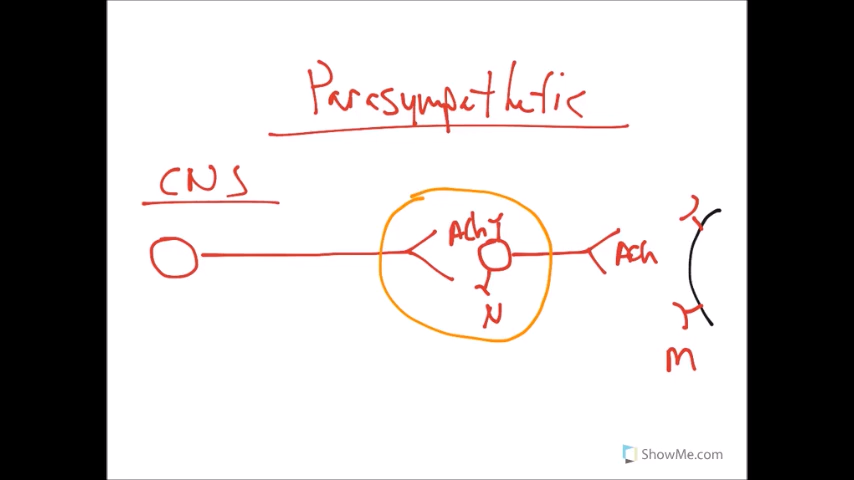 Parasympathetic
CNS
Ach
Ach
N
M
ShowMe.com